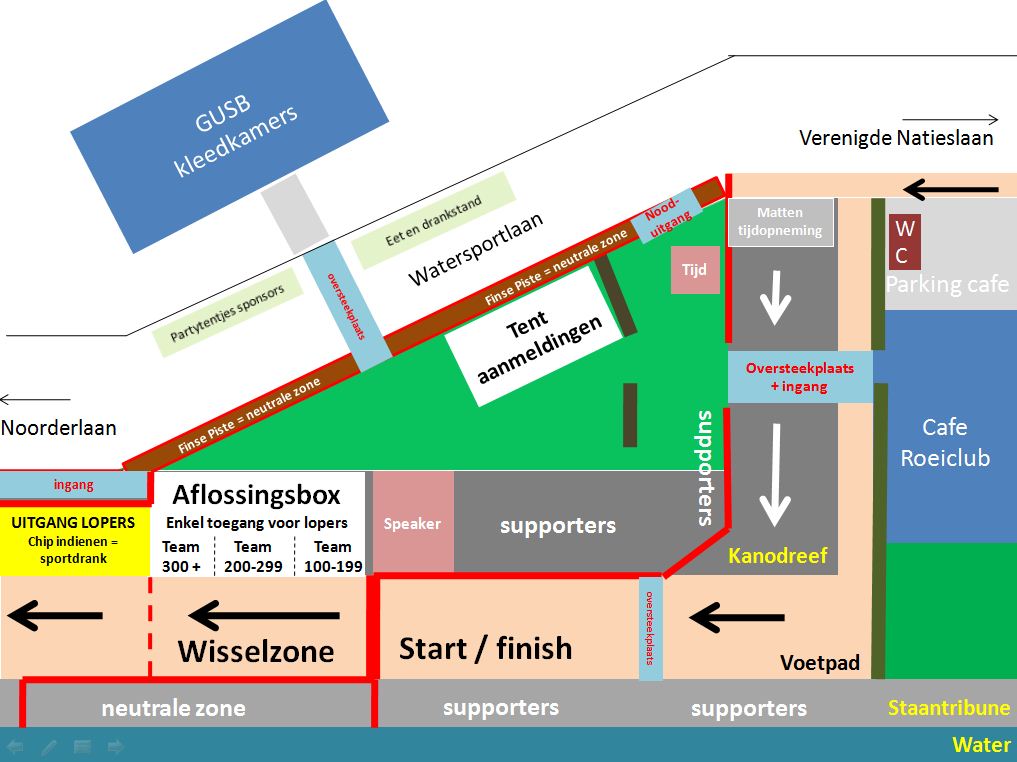 GUSB
kleedkamers
Verenigde Natieslaan
Eet en drankstand
Watersportlaan
Nood-
uitgang
Matten
tijdopneming
W
C
Parking cafe
Partytentjes sponsors
oversteekplaats
Finse Piste = neutrale zone
Tijd
Tent
aanmeldingen
Oversteekplaats
+ ingang
Finse Piste = neutrale zone
Noorderlaan
supporters
Cafe
Roeiclub
ingang
Aflossingsbox
UITGANG LOPERS
Chip indienen =
sportdrank
Enkel toegang voor lopers
Team
300 +
Team
200-299
Team
100-199
Speaker
supporters
Kanodreef
oversteekplaats
Wisselzone
Start / finish
Voetpad
neutrale zone
supporters
supporters
Staantribune
Water